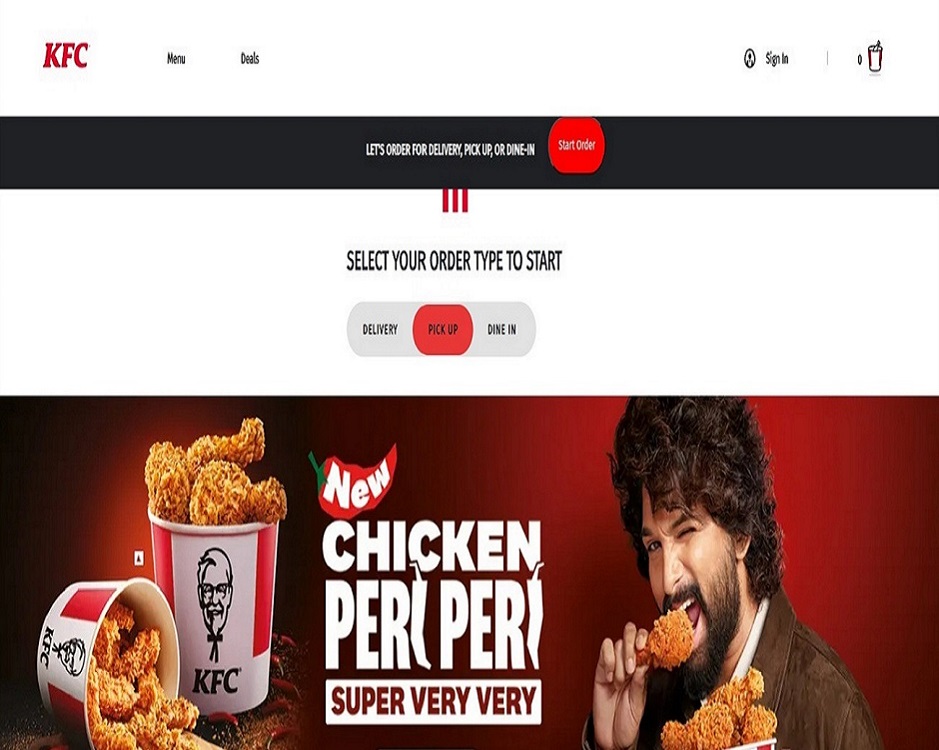 KFC
Menu
Deals
Sign In
0
LET'S ORDER FOR DELIVERY, PICK UP, OR DINE-IN
Start Order
SELECT YOUR ORDER TYPE TO START
DELIVERY
PICK UP
DINE IN
New
CHICKEN
PERI PERI
SUPER VERY VERY
KFC
KFC